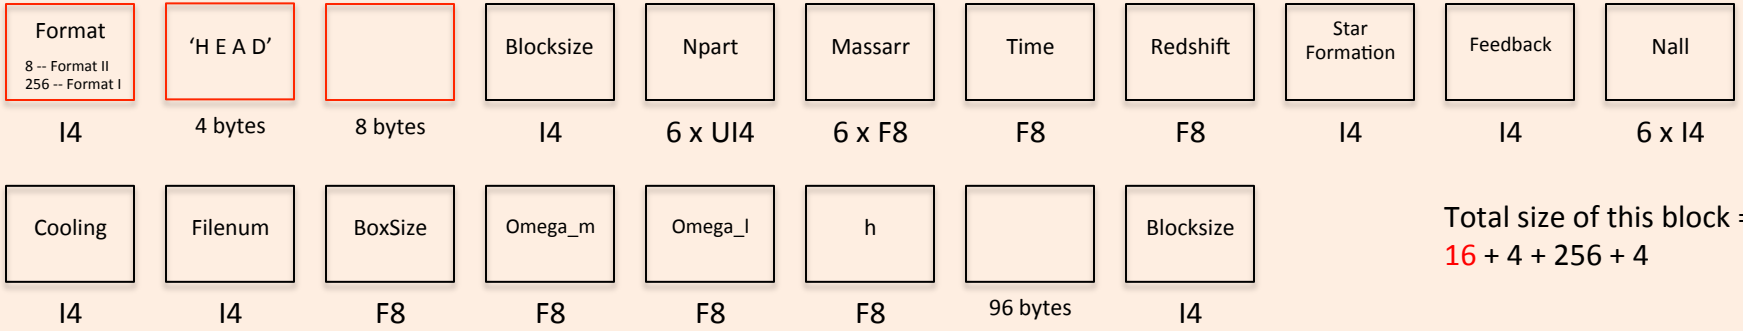 Format
8 -- Format II
256 -- Format I
‘H E A D’
Blocksize
Npart
Massarr
Time
Redshift
Star
Formation
Feedback
Nall
I4
4 bytes
8 bytes
I4
6 x UI4
6 x F8
F8
F8
I4
I4
6 x I4
Cooling
Filenum
BoxSize
Omega_m
Omega_l
h
Blocksize
I4
I4
F8
F8
F8
F8
96 bytes
I4
Total size of this block =
16 + 4 + 256 + 4